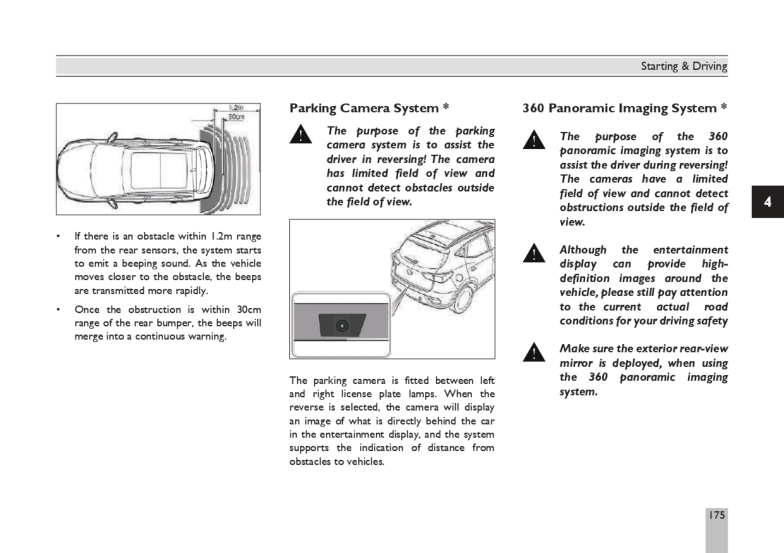 Starting & Driving
1.2m
30cm
• If there is an obstacle within 1.2m range
from the rear sensors, the system starts
to emit a beeping sound. As the vehicle
moves closer to the obstacle, the beeps
are transmitted more rapidly.
• Once the obstruction is within 30cm
range of the rear bumper, the beeps will
merge into a continuous warning.
Parking Camera System *
The purpose of the parking
camera system is to assist the
driver in reversing! The camera
has limited field of view and
cannot detect obstacles outside
the field of view.
The parking camera is fitted between left
and right license plate lamps. When the
reverse is selected, the camera will display
an image of what is directly behind the car
in the entertainment display, and the system
supports the indication of distance from
obstacles to vehicles.
360 Panoramic Imaging System *
The purpose of the 360
panoramic imaging system is to
assist the driver during reversing!
The cameras have a limited
field of view and cannot detect
obstructions outside the field of
view.
Although the entertainment
display can provide high-
definition images around the
vehicle, please still pay attention
to the current actual road
conditions for your driving safety
Make sure the exterior rear-view
mirror is deployed, when using
the 360 panoramic imaging
system.
4
175